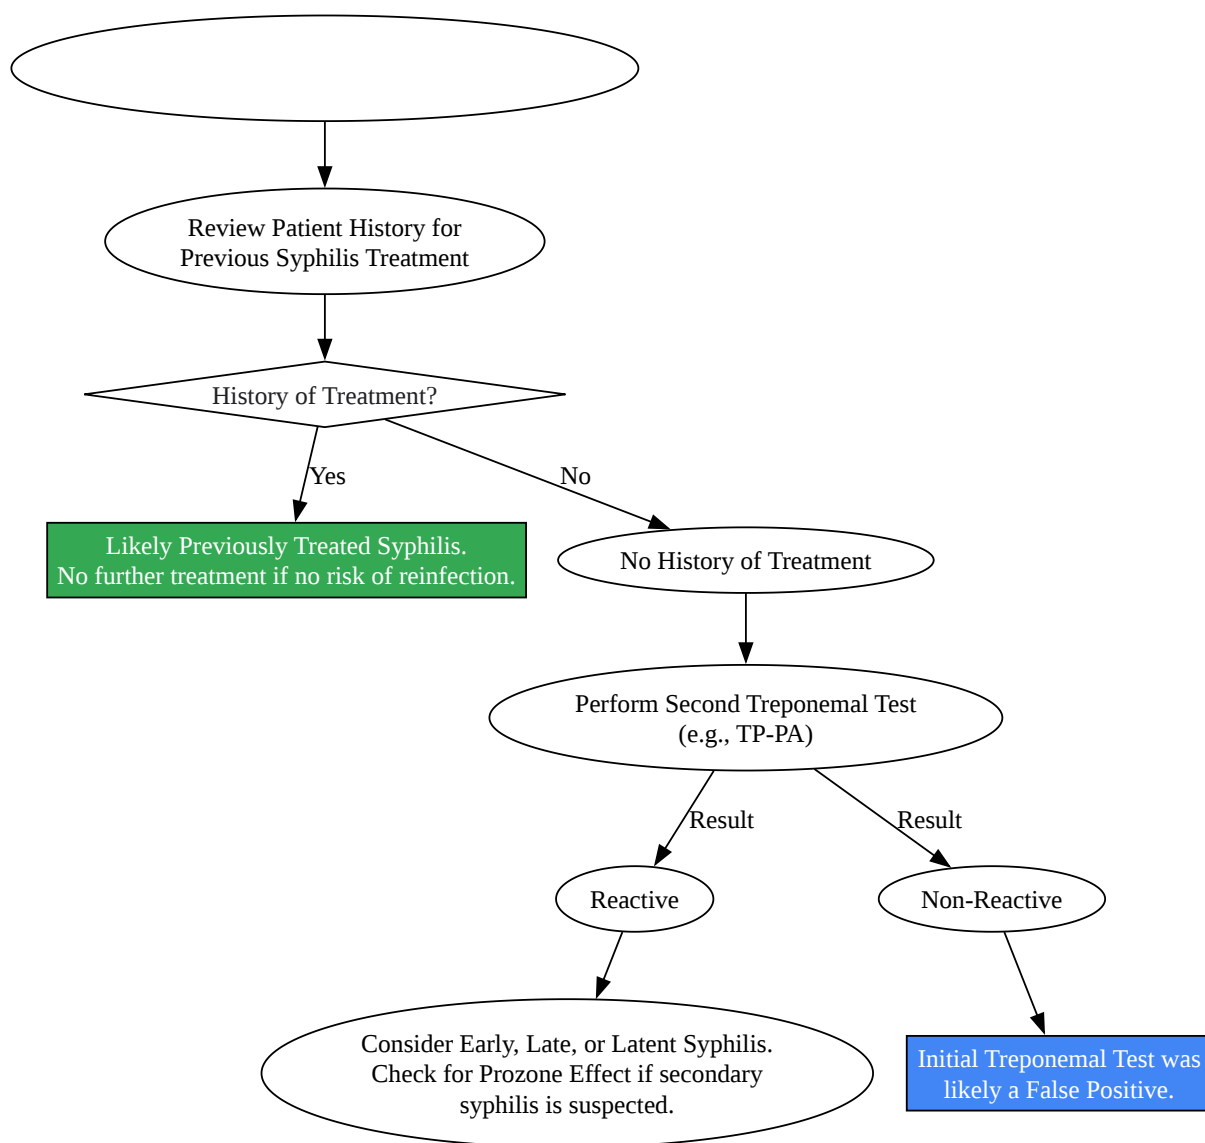 Review Patient History for
Previous Syphilis Treatment
History of Treatment?
Yes
No
Likely Previously Treated Syphilis.
No further treatment if no risk of reinfection.
No History of Treatment
Perform Second Treponemal Test
(e.g., TP-PA)
Result
Result
Reactive
Non-Reactive
Consider Early, Late, or Latent Syphilis.
Check for Prozone Effect if secondary
syphilis is suspected.
Initial Treponemal Test was
likely a False Positive.